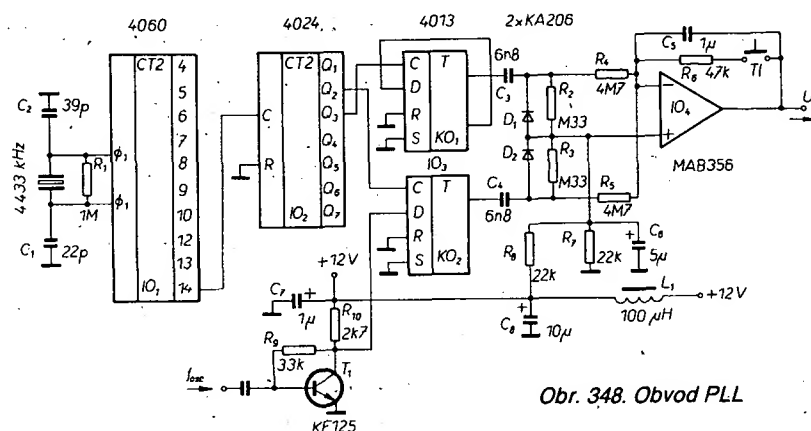 4060
4024
4013
2×KA206
C5 1μ
R6 47k
Tl
C2 39p
4433 kHz
φ1
φ1
R1
1M
C1 22p
CT2
4
5
6
7
8
9
10
12
13
14
IO1
CT2
C
R
Q1
Q2
Q3
Q4
Q5
Q6
Q7
IO2
C T
D
R
S KO1
IO3
C T
D
R
S KO2
6n8
C3
C4
6n8
D1
D2
R2
M33
R3
M33
R4
4M7
R5
4M7
−
+
IO4
MAB356
U
R8
22k
R7
22k
+ C6
5μ
L1
100 μH
+12V
+
C8 10μ
+12V
C7 +
1μ
R10
2k7
R9
33k
T1
fosc
KF125
Obr. 348. Obvod PLL